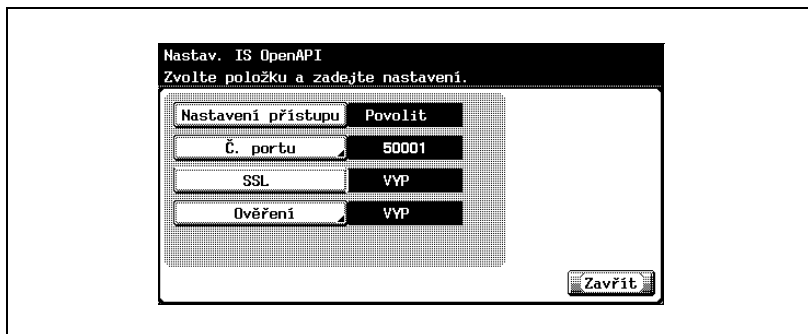 Nastav. IS OpenAPI
Zvolte položku a zadejte nastavení.
Nastavení přístupu Povolit
Č. portu 50001
SSL VYP
Ověření VYP
Zavřít